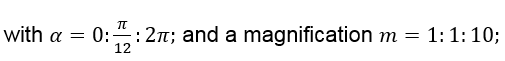 with α = 0: π/12 : 2π; and a magnification m = 1: 1: 10;